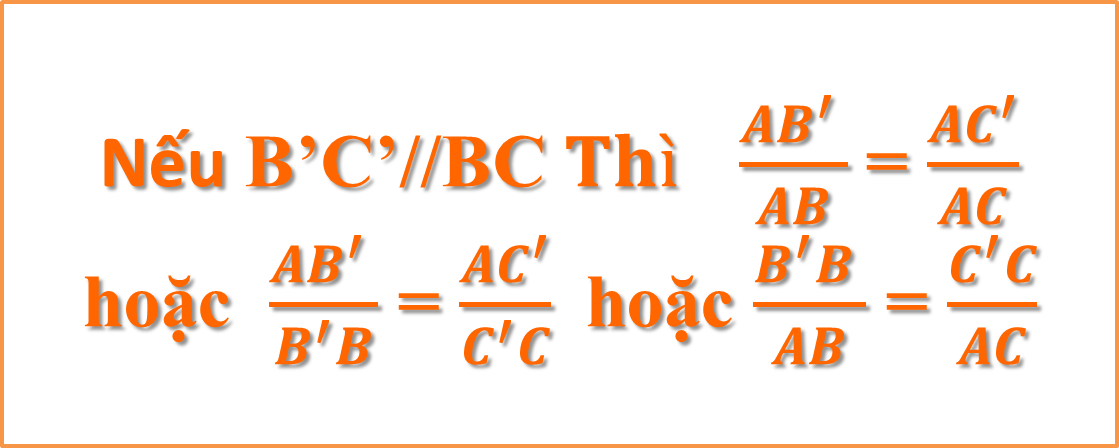 Nếu B’C’//BC Thì AB′/AB = AC′/AC
hoặc AB′/B′B = AC′/C′C hoặc B′B/AB = C′C/AC